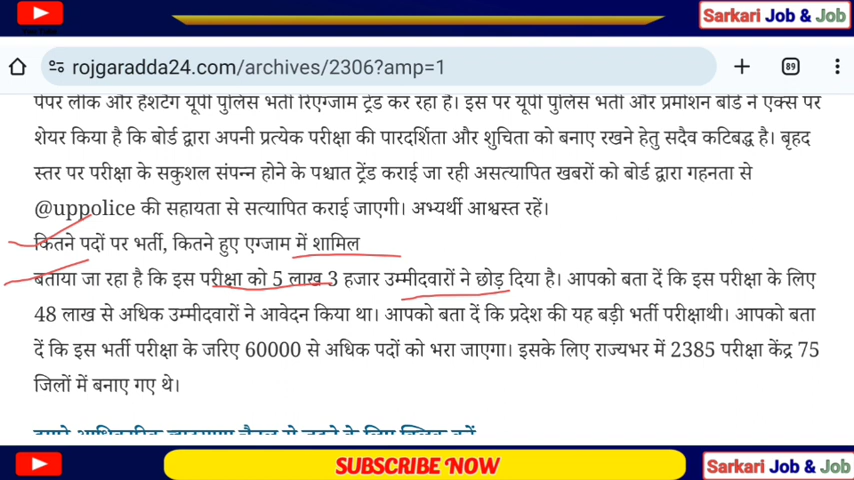 Sarkari Job & Job
rojgaradda24.com/archives/2306?amp=1
89
पेपर लीक और हैशटैग यूपी पुलिस भर्ती रिएग्जाम ट्रेंड कर रहा है। इस पर यूपी पुलिस भर्ती और प्रमोशन बोर्ड ने एक्स पर
शेयर किया है कि बोर्ड द्वारा अपनी प्रत्येक परीक्षा की पारदर्शिता और शुचिता को बनाए रखने हेतु सदैव कटिबद्ध है। बृहद
स्तर पर परीक्षा के सकुशल संपन्न होने के पश्चात ट्रेंड कराई जा रही असत्यापित खबरों को बोर्ड द्वारा गहनता से
@uppolice की सहायता से सत्यापित कराई जाएगी। अभ्यर्थी आश्वस्त रहें।
कितने पदों पर भर्ती, कितने हुए एग्जाम में शामिल
बताया जा रहा है कि इस परीक्षा को 5 लाख 3 हजार उम्मीदवारों ने छोड़ दिया है। आपको बता दें कि इस परीक्षा के लिए
48 लाख से अधिक उम्मीदवारों ने आवेदन किया था। आपको बता दें कि प्रदेश की यह बड़ी भर्ती परीक्षाथी। आपको बता
दें कि इस भर्ती परीक्षा के जरिए 60000 से अधिक पदों को भरा जाएगा। इसके लिए राज्यभर में 2385 परीक्षा केंद्र 75
जिलों में बनाए गए थे।
SUBSCRIBE NOW
Sarkari Job & Job